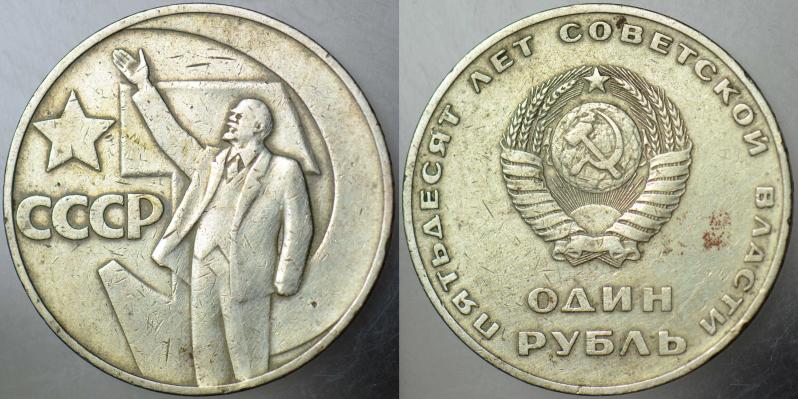 СССР
ПЯТЬДЕСЯТ ЛЕТ СОВЕТСКОЙ ВЛАСТИ
ОДИН
РУБЛЬ